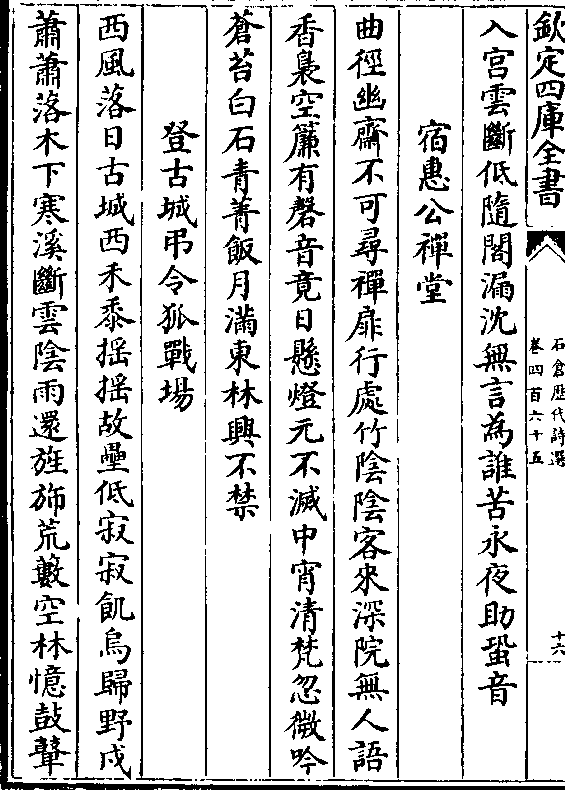 欽定四庫全書
石倉歷代詩選
卷四百六十五
十六
入宮雲斷低隨閣漏沈無言為誰苦永夜助蛩音
宿惠公禪堂
曲徑幽齋不可尋禪扉行處竹陰陰客來深院無人語
香裊空簾有磬音竟日懸燈元不滅中宵清梵忽微吟
蒼苔白石青菁飯月滿東林興不禁
登古城弔令狐戰場
西風落日古城西禾黍搖搖故壘低寂寂飢烏歸野戍
蕭蕭落木下寒溪斷雲陰雨還旌斾荒籔空林憶鼓鼙